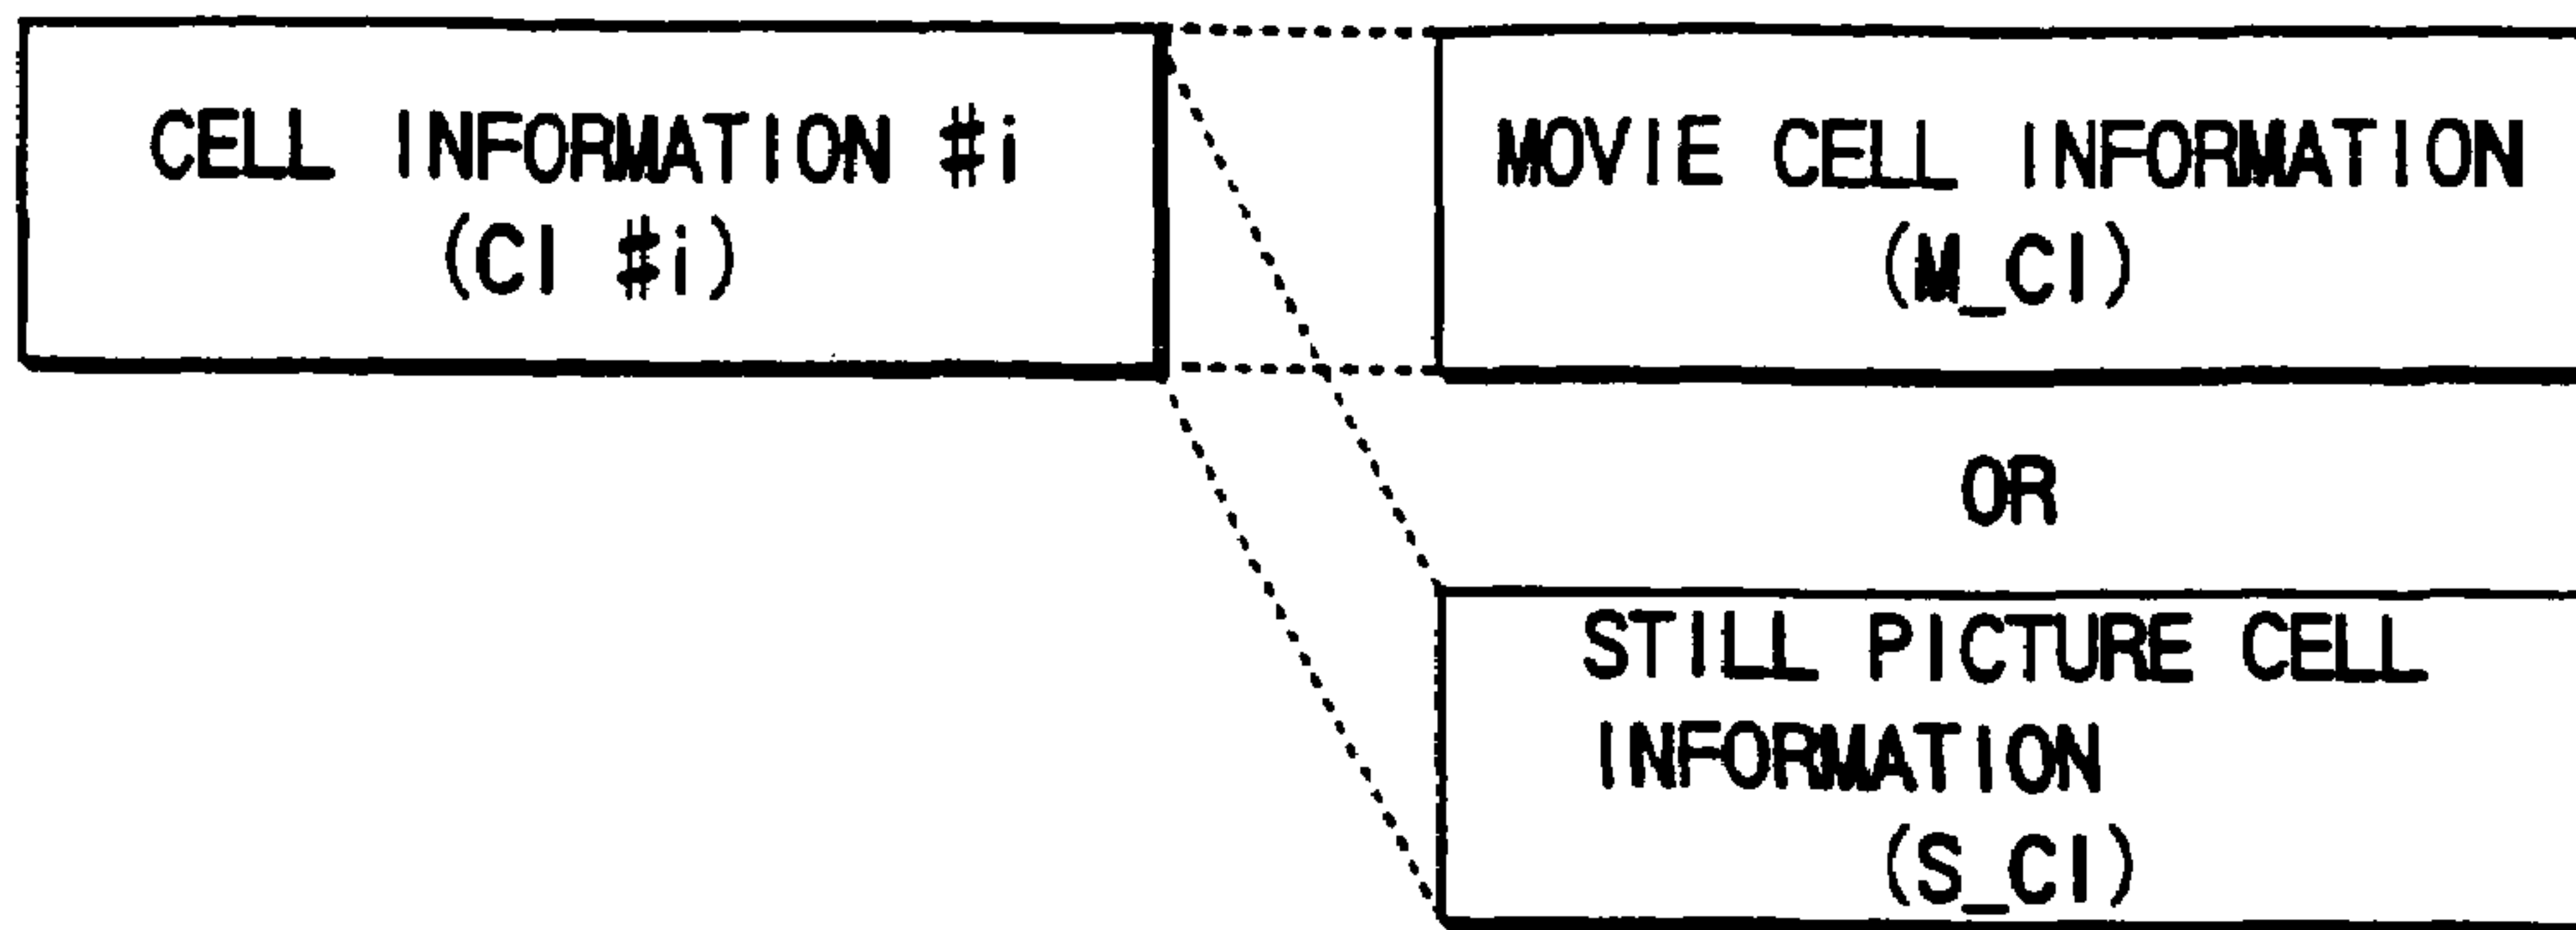 CELL INFORMATION #i
(CI #i)
MOVIE CELL INFORMATION
(M_CI)
OR
STILL PICTURE CELL
INFORMATION
(S_CI)